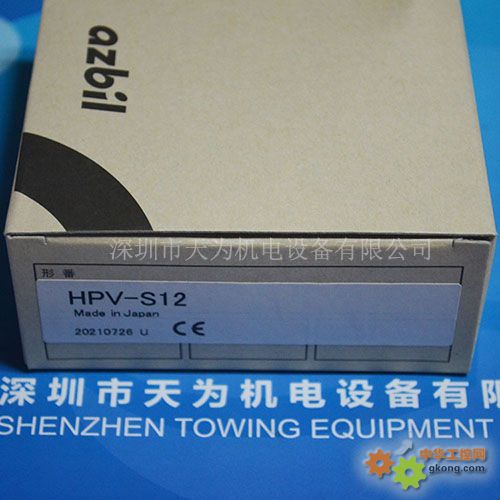 azbil
深圳市天为机电设备有限公司
形番
HPV-S12
Made in Japan
20210726 U CE
深圳市天为机电设备有限
SHENZHEN TOWING EQUIPMENT
中华工控网
gkong.com